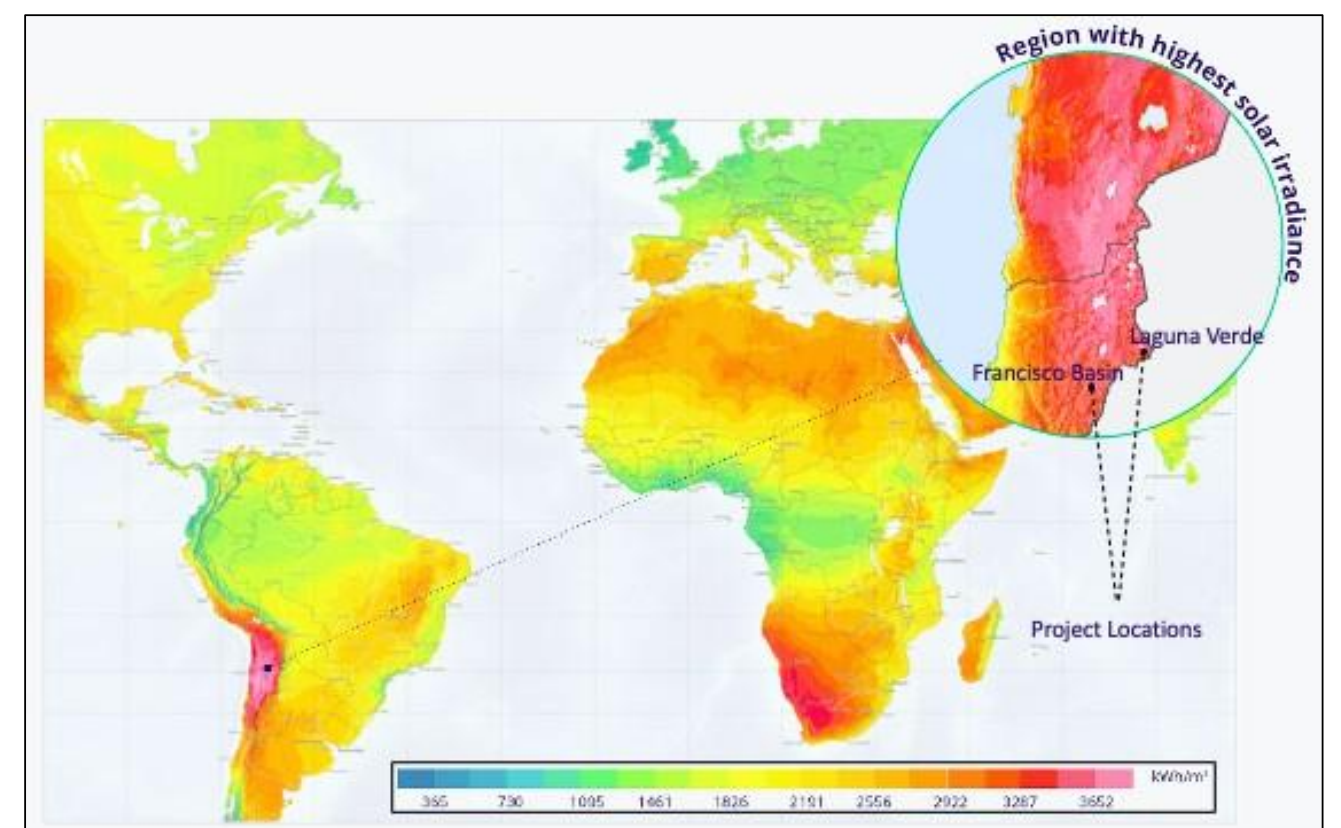 Region with highest solar irradiance
Laguna Verde
Francisco Basin
Project Locations
kWh/m²
365 730 1095 1461 1826 2191 2556 2922 3287 3652